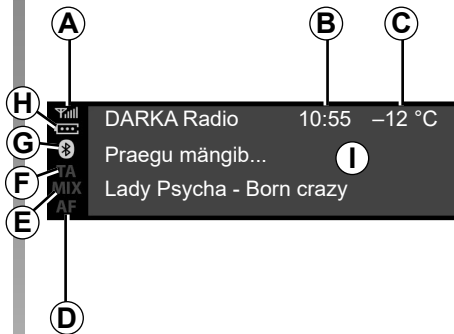 A B C
H DARKA Radio 10:55 –12 °C
G Praegu mängib... I
F TA Lady Psycha - Born crazy
E MIX
AF
D